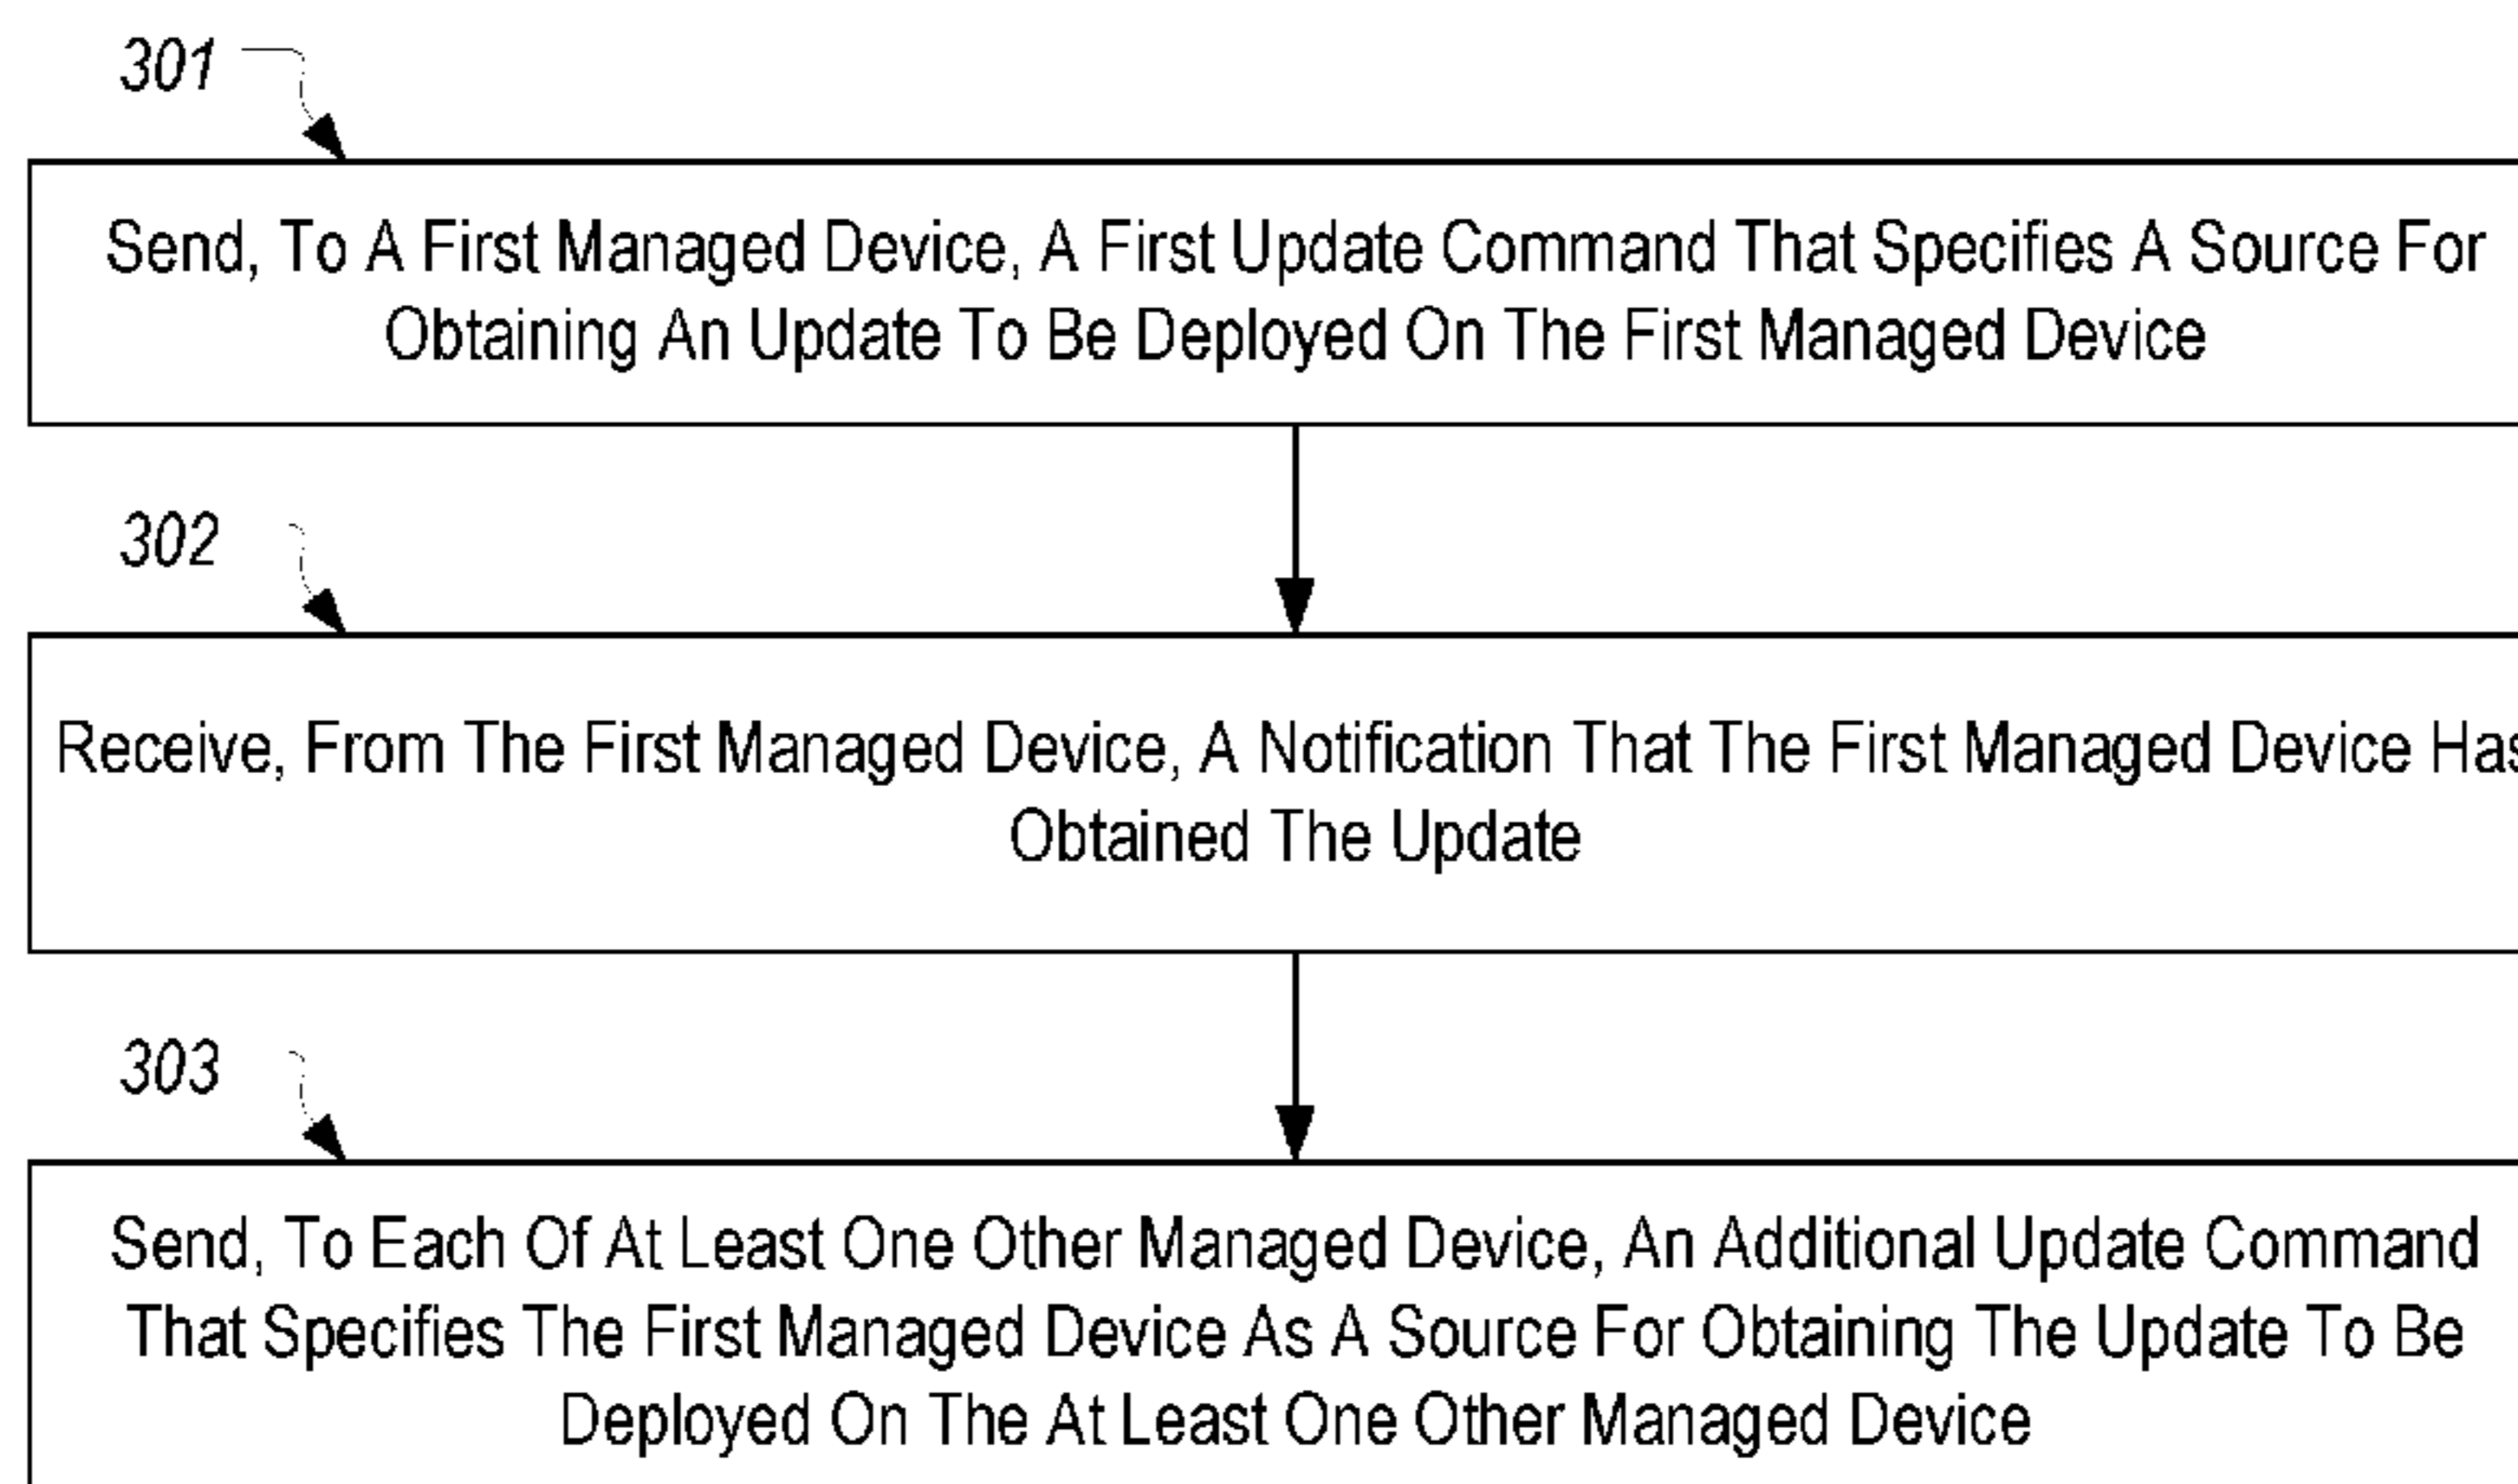 301
Send, To A First Managed Device, A First Update Command That Specifies A Source For
Obtaining An Update To Be Deployed On The First Managed Device
302
Receive, From The First Managed Device, A Notification That The First Managed Device Has
Obtained The Update
303
Send, To Each Of At Least One Other Managed Device, An Additional Update Command
That Specifies The First Managed Device As A Source For Obtaining The Update To Be
Deployed On The At Least One Other Managed Device